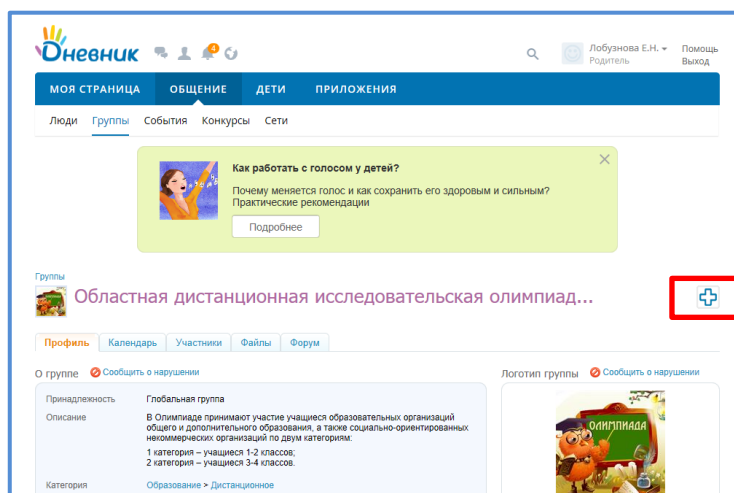 Дневник
4
Лобузнова Е.Н.
Родитель
Помощь
Выход
МОЯ СТРАНИЦА ОБЩЕНИЕ ДЕТИ ПРИЛОЖЕНИЯ
Люди Группы События Конкурсы Сети
Как работать с голосом у детей?
Почему меняется голос и как сохранить его здоровым и сильным?
Практические рекомендации
Подробнее
Группы
Областная дистанционная исследовательская олимпиад...
Профиль Календарь Участники Файлы Форум
О группе Сообщить о нарушении
Принадлежность Глобальная группа
Описание В Олимпиаде принимают участие учащиеся образовательных организаций
общего и дополнительного образования, а также социально-ориентированных
некоммерческих организаций по двум категориям:
1 категория – учащиеся 1-2 классов;
2 категория – учащиеся 3-4 классов.
Категория Образование > Дистанционное
Логотип группы Сообщить о нарушении
ОЛИМПИАДА